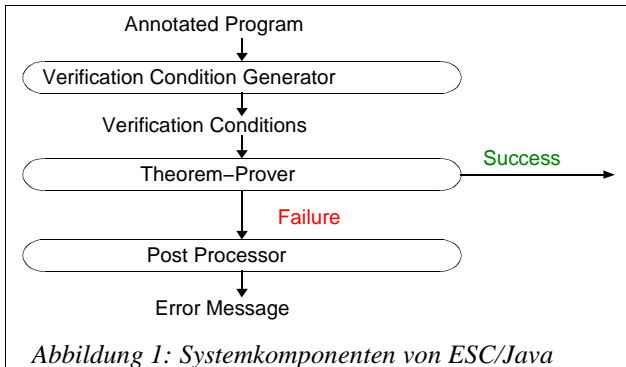 Annotated Program
Verification Condition Generator
Verification Conditions
Theorem−Prover
Success
Failure
Post Processor
Error Message
Abbildung 1: Systemkomponenten von ESC/Java